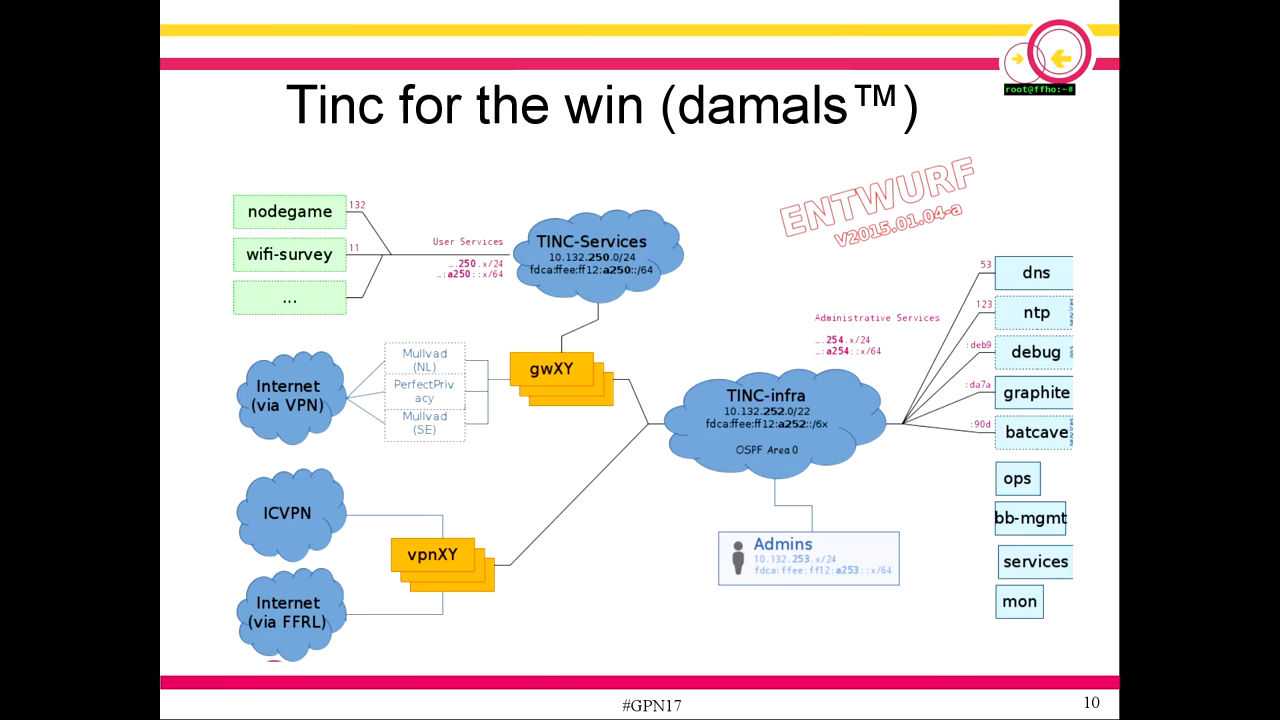 root@ffho:~#
Tinc for the win (damals™)
ENTWURF
v2015.01.04-a
nodegame
132
wifi-survey
11
...
User Services
....250.x/24
…:a250::x/64
TINC-Services
10.132.250.0/24
fdca:ffee:ff12:a250::/64
Internet
(via VPN)
Mullvad
(NL)
PerfectPriv
acy
Mullvad
(SE)
gwXY
ICVPN
vpnXY
Internet
(via FFRL)
TINC-infra
10.132.252.0/22
fdca:ffee:ff12:a252::/6x
OSPF Area 0
Administrative Services
....254.x/24
…:a254::x/64
Admins
10.132.253.x/24
fdca:ffee:ff12:a253::x/64
53
dns
123
ntp
:deb9
debug
:da7a
graphite
:90d
batcave
ops
bb-mgmt
services
mon
#GPN17
10